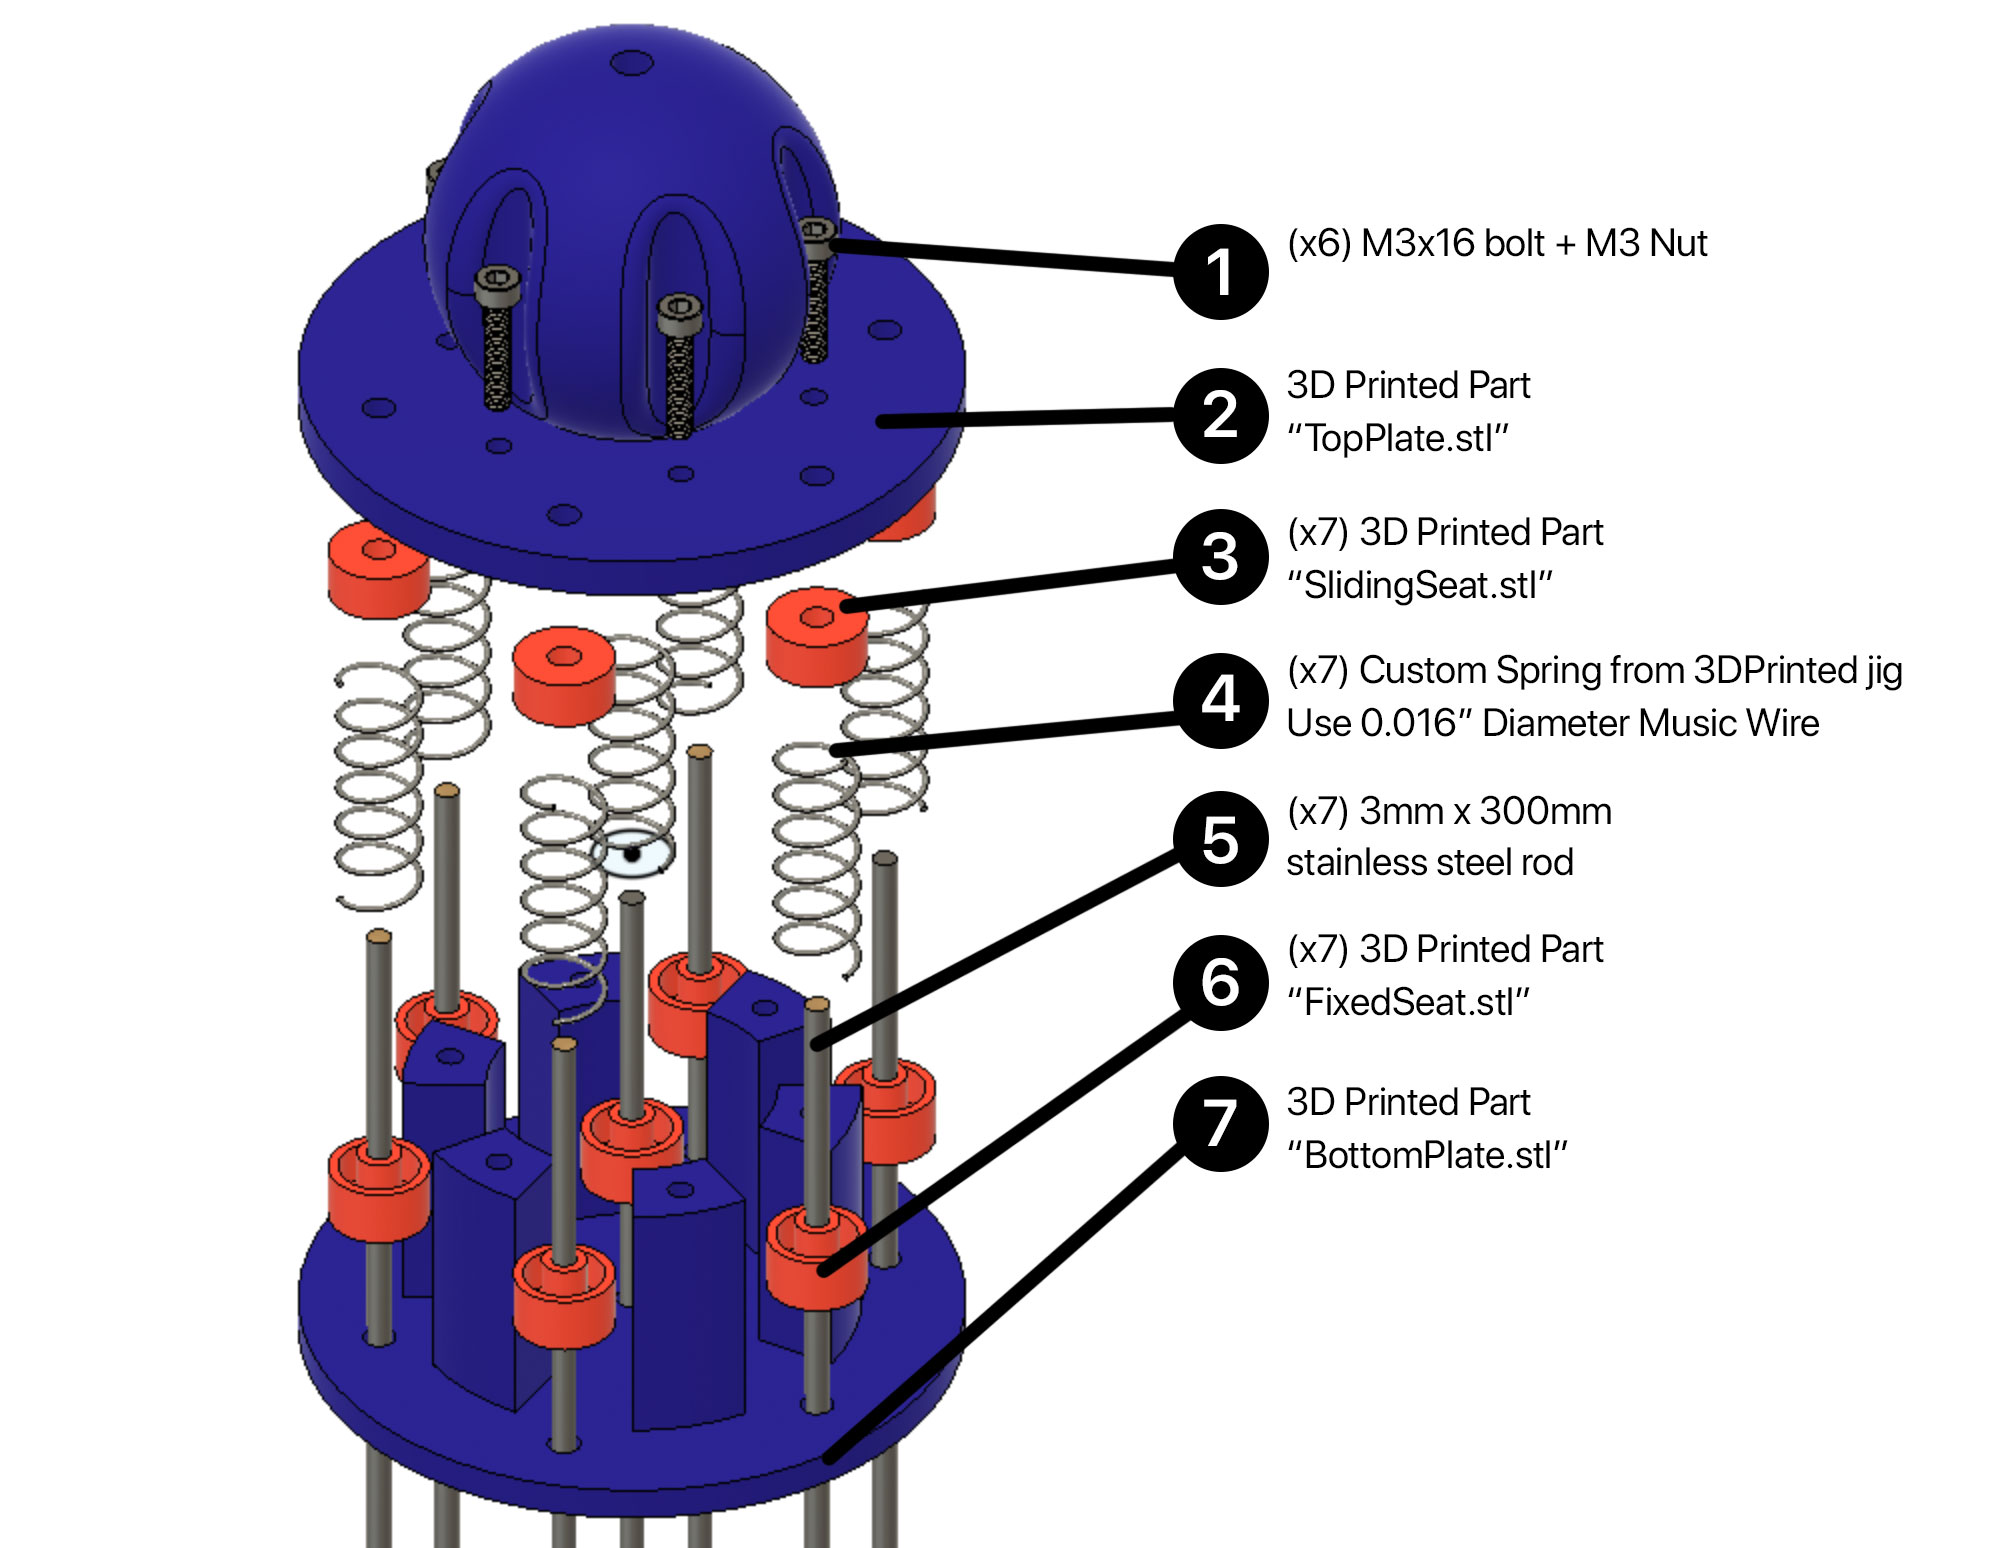 1
(x6) M3x16 bolt + M3 Nut
2
3D Printed Part
“TopPlate.stl”
3
(x7) 3D Printed Part
“SlidingSeat.stl”
4
(x7) Custom Spring from 3DPrinted jig
Use 0.016” Diameter Music Wire
5
(x7) 3mm x 300mm
stainless steel rod
6
(x7) 3D Printed Part
“FixedSeat.stl”
7
3D Printed Part
“BottomPlate.stl”